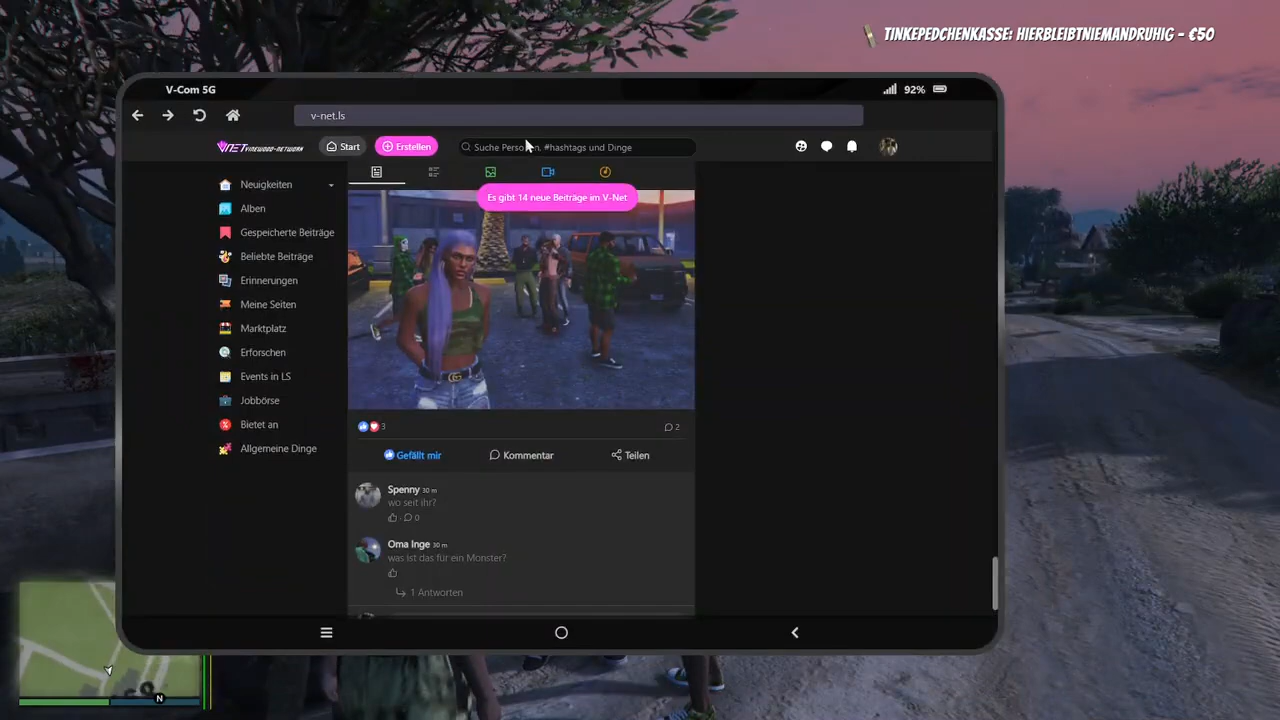 TINKEPEDCHENKASSE: HIERBLEIBTNIEMANDRUHIG - €50
V-Com 5G
92%
v-net.ls
VNET VINEWOOD-NETWORK
Start
Erstellen
Suche Personen, #hashtags und Dinge
Es gibt 14 neue Beiträge im V-Net
Neuigkeiten
Alben
Gespeicherte Beiträge
Beliebte Beiträge
Erinnerungen
Meine Seiten
Marktplatz
Erforschen
Events in LS
Jobbörse
Bietet an
Allgemeine Dinge
3
2
Gefällt mir
Kommentar
Teilen
Spenny 30 m
wo seit ihr?
· 0
Oma Inge 30 m
was ist das für ein Monster?
1 Antworten
N